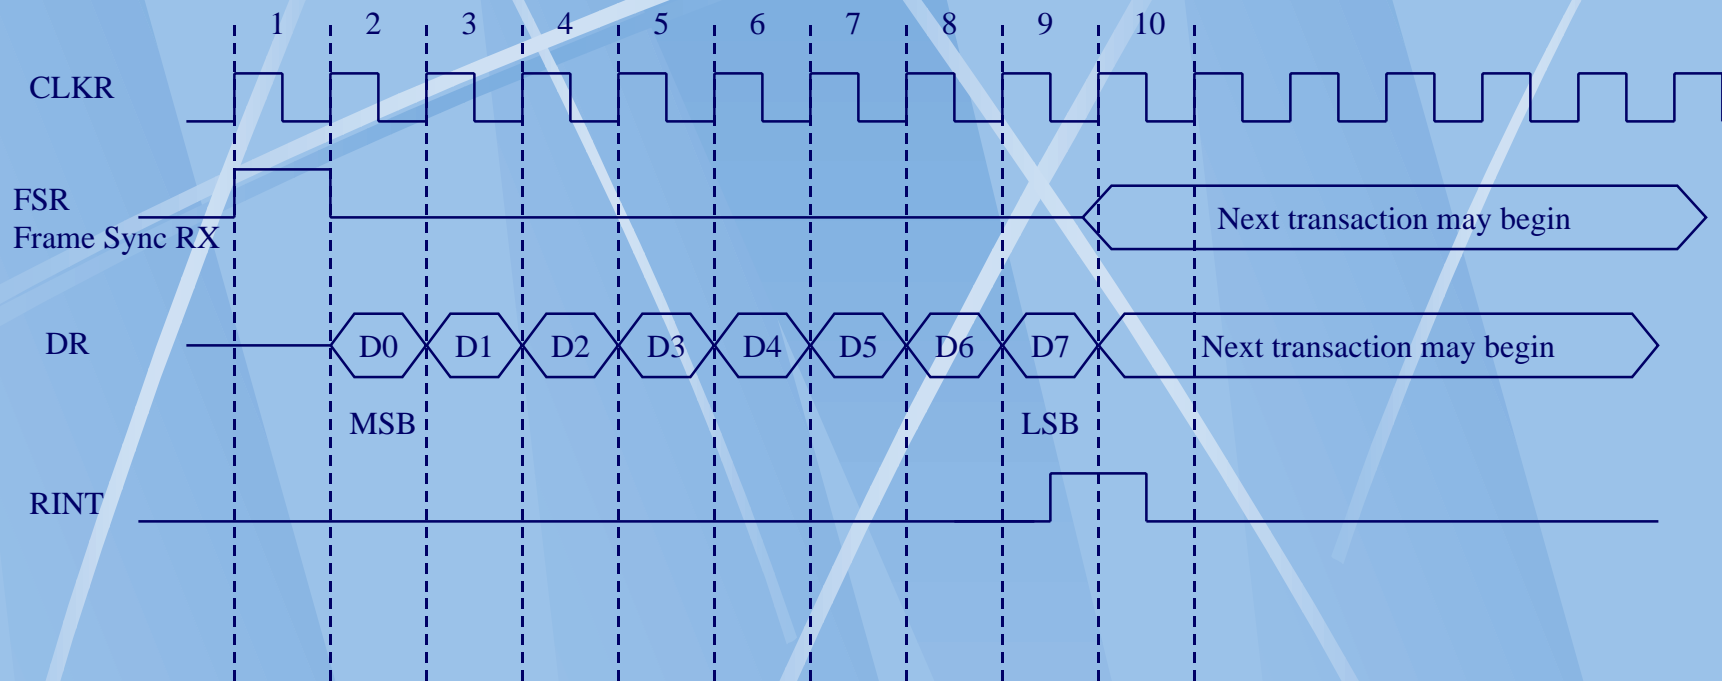 1 2 3 4 5 6 7 8 9 10
CLKR
FSR
Frame Sync RX
Next transaction may begin
DR D0 D1 D2 D3 D4 D5 D6 D7 Next transaction may begin
MSB LSB
RINT